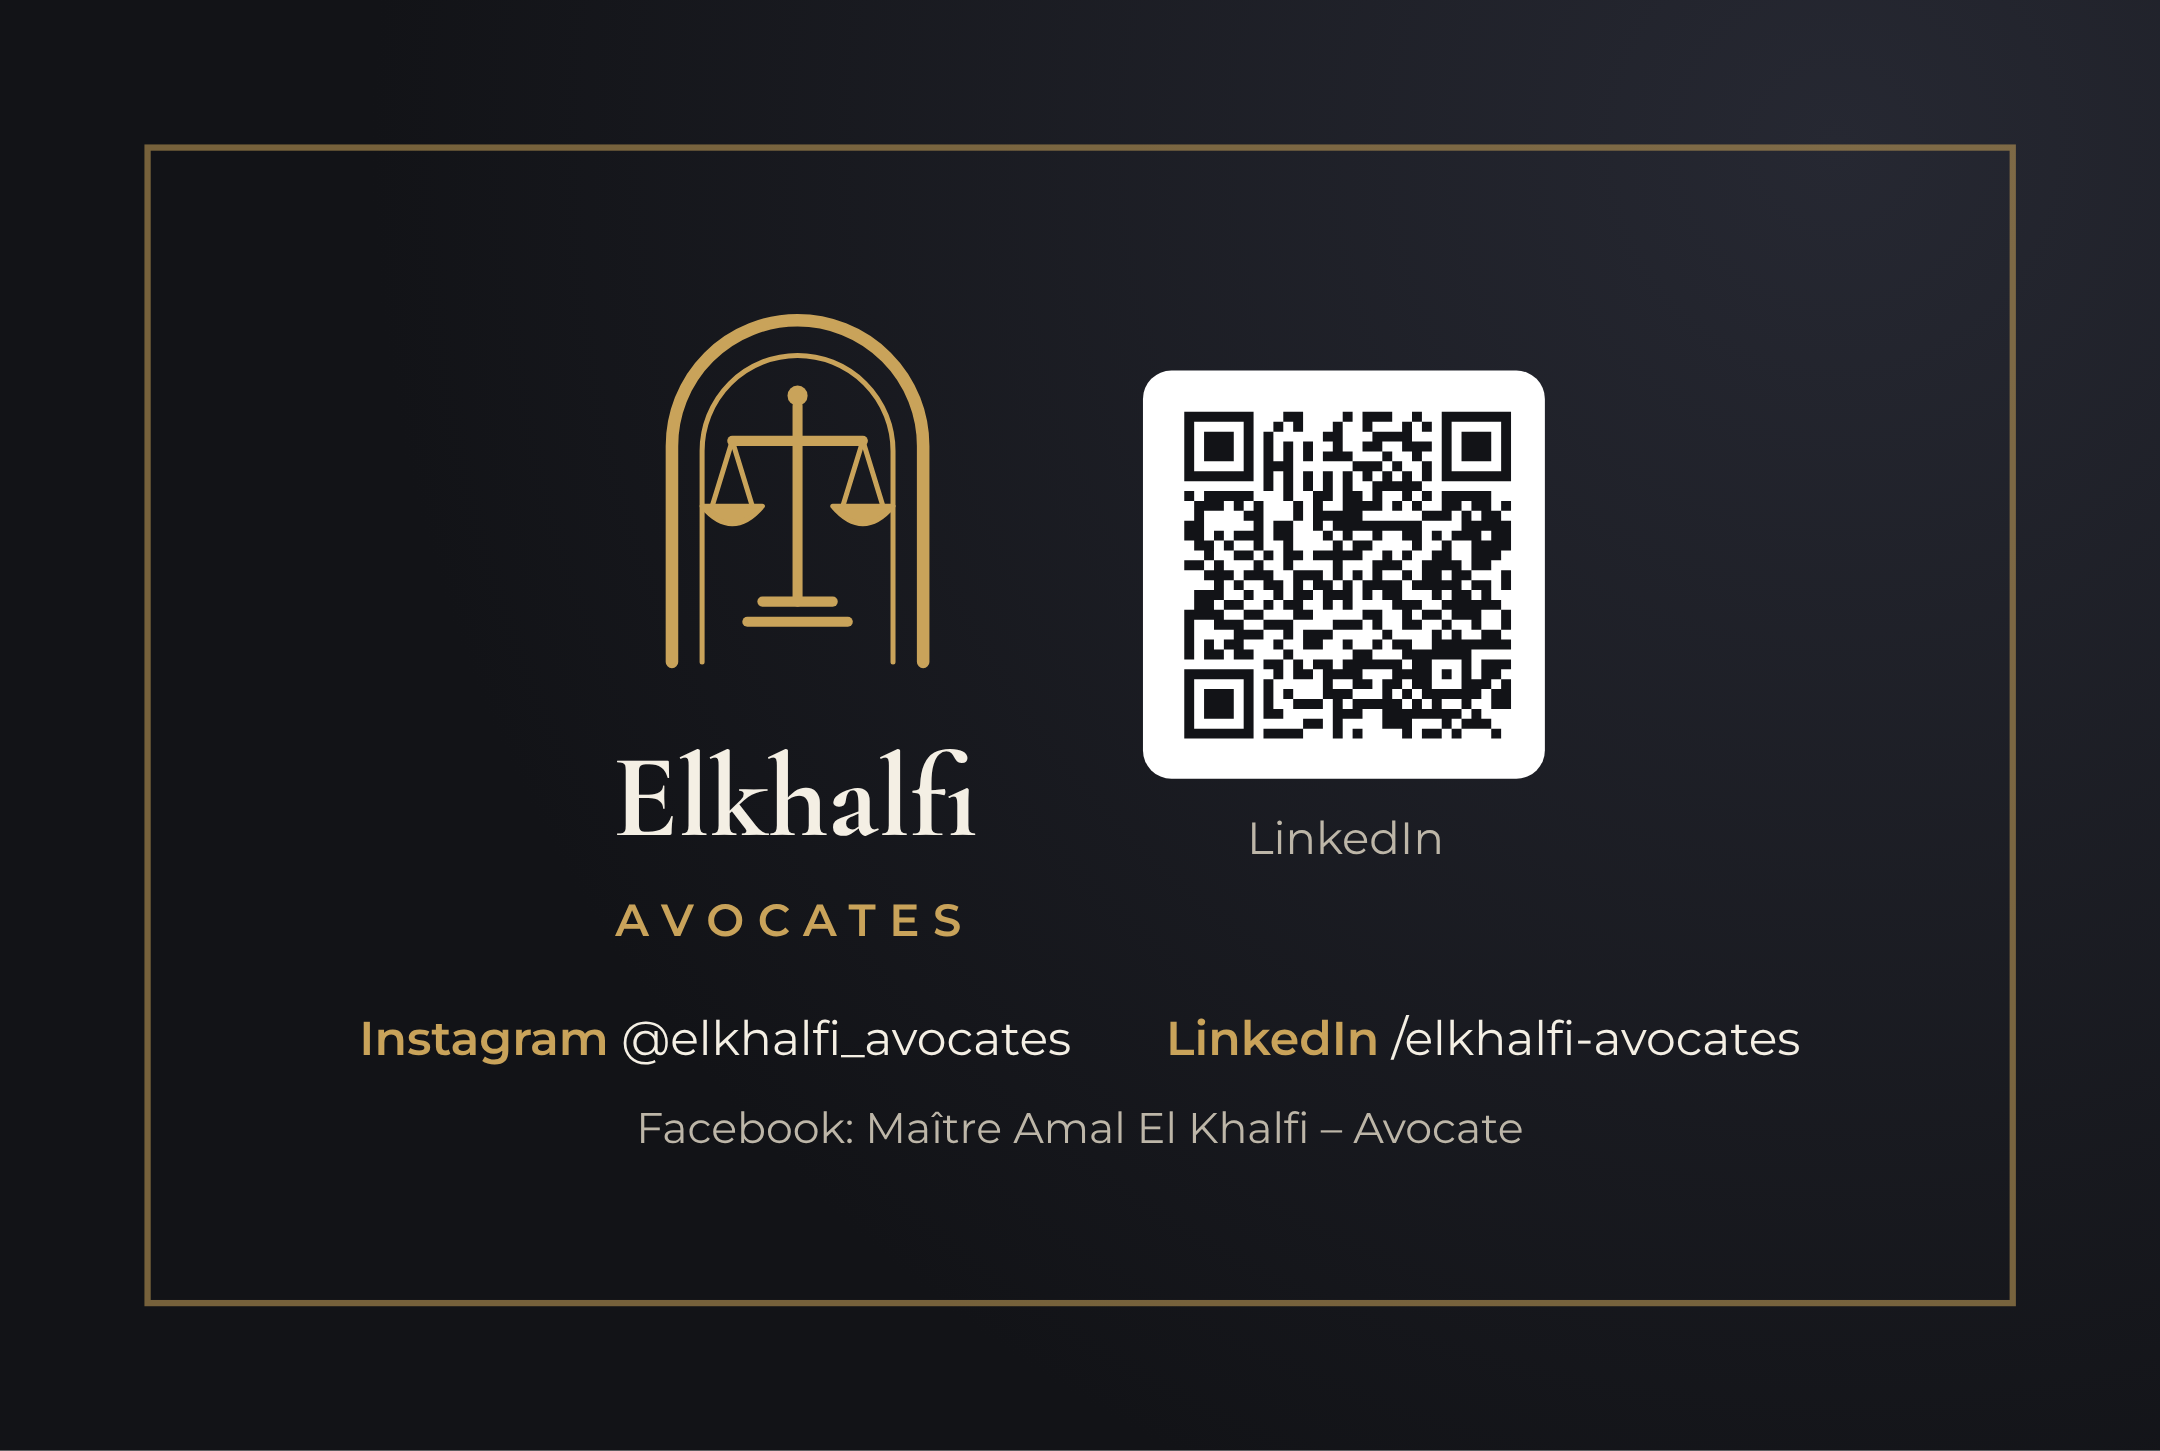 Elkhalfi
AVOCATES
LinkedIn
Instagram @elkhalfi_avocates
LinkedIn /elkhalfi-avocates
Facebook: Maître Amal El Khalfi – Avocate